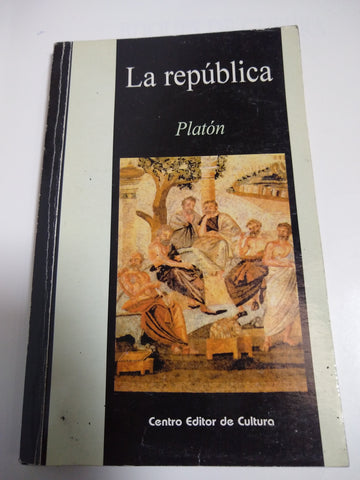 La república
Platón
Centro Editor de Cultura